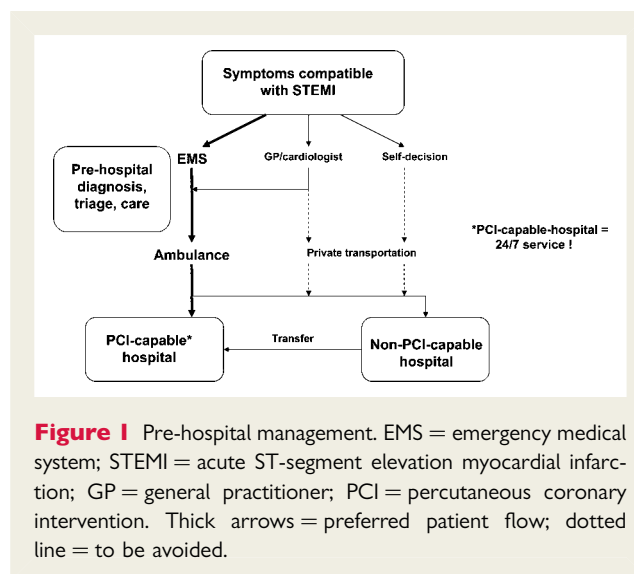 Symptoms compatible
with STEMI
EMS
GP/cardiologist
Self-decision
Pre-hospital
diagnosis,
triage, care
*PCI-capable-hospital =
24/7 service !
Ambulance
Private transportation
PCI-capable*
hospital
Transfer
Non-PCI-capable
hospital
Figure 1 Pre-hospital management. EMS = emergency medical
system; STEMI = acute ST-segment elevation myocardial infarc-
tion; GP = general practitioner; PCI = percutaneous coronary
intervention. Thick arrows = preferred patient flow; dotted
line = to be avoided.